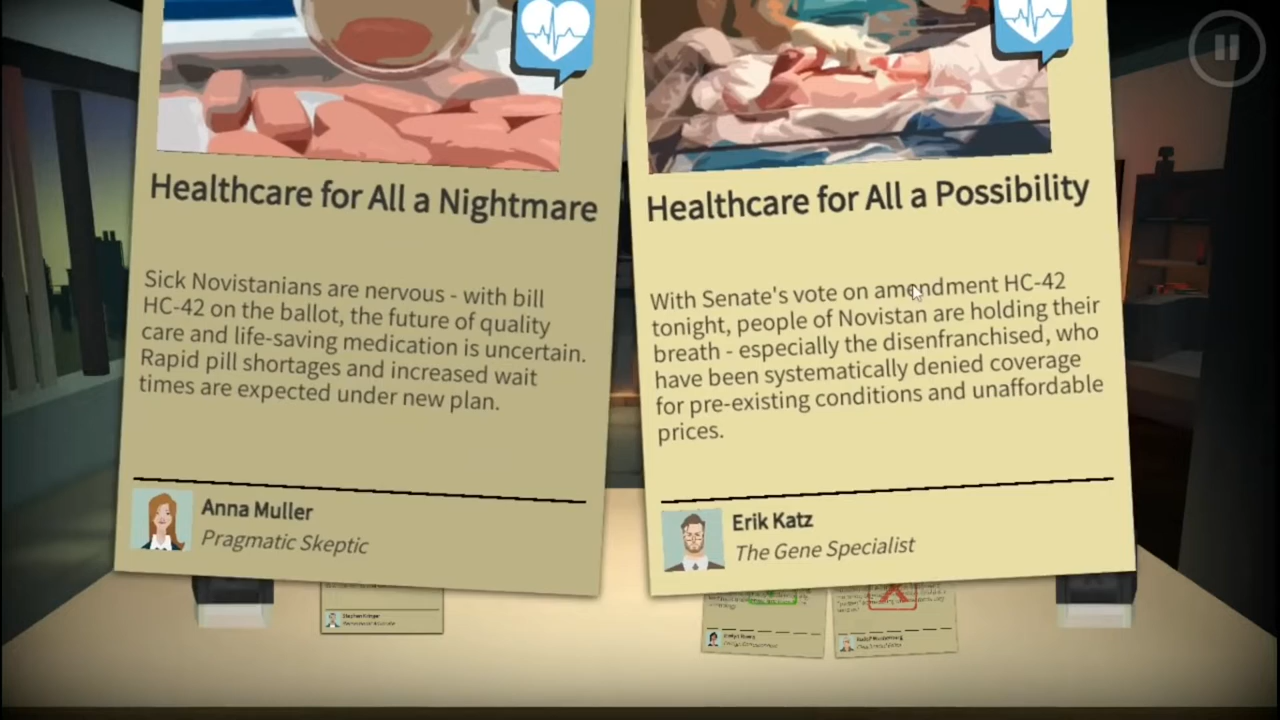 Healthcare for All a Nightmare
Sick Novistanians are nervous - with bill
HC-42 on the ballot, the future of quality
care and life-saving medication is uncertain.
Rapid pill shortages and increased wait
times are expected under new plan.
Anna Muller
Pragmatic Skeptic
Healthcare for All a Possibility
With Senate's vote on amendment HC-42
tonight, people of Novistan are holding their
breath - especially the disenfranchised, who
have been systematically denied coverage
for pre-existing conditions and unaffordable
prices.
Erik Katz
The Gene Specialist